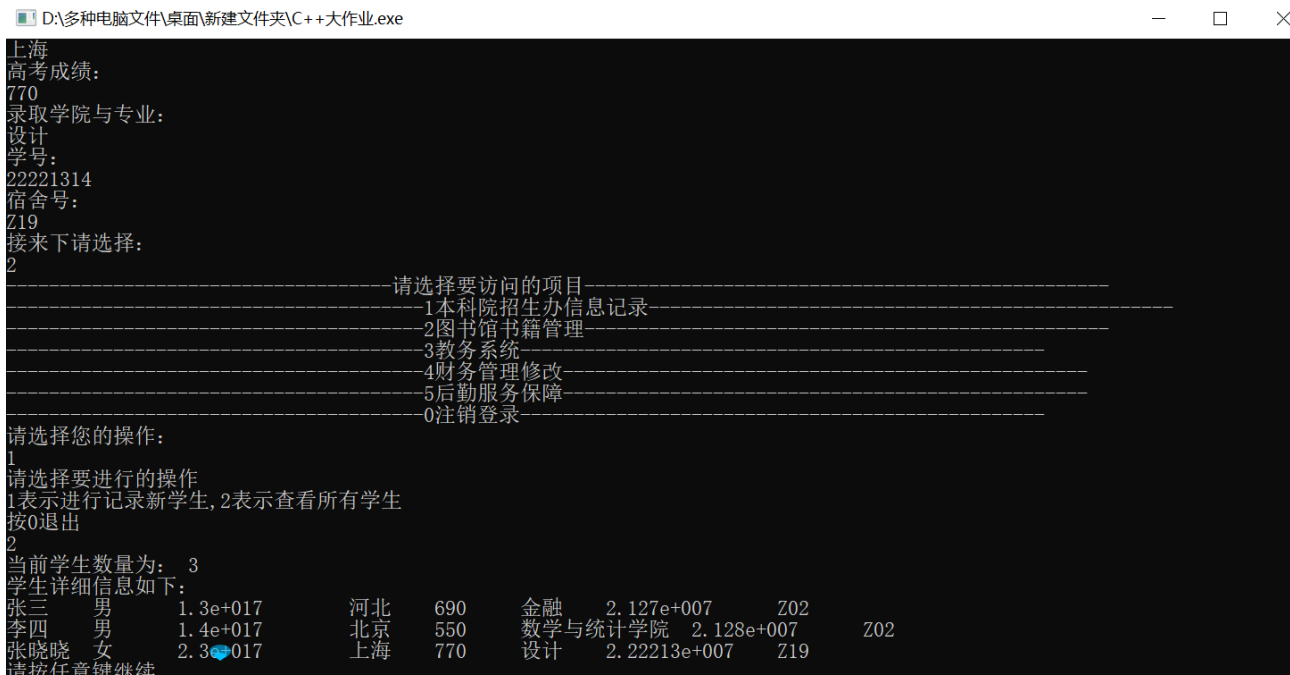 D:\多种电脑文件\桌面\新建文件夹\C++大作业.exe
上海
高考成绩：
770
录取学院与专业：
设计
学号：
22221314
宿舍号：
Z19
接来下请选择：
2
------------------------------------请选择要访问的项目-------------------------------------------------
---------------------------------------1本科院招生办信息记录-------------------------------------------------
---------------------------------------2图书馆书籍管理-------------------------------------------------
---------------------------------------3教务系统-------------------------------------------------
---------------------------------------4财务管理修改-------------------------------------------------
---------------------------------------5后勤服务保障-------------------------------------------------
---------------------------------------0注销登录-------------------------------------------------
请选择您的操作：
1
请选择要进行的操作
1表示进行记录新学生,2表示查看所有学生
按0退出
2
当前学生数量为： 3
学生详细信息如下：
张三 男 1.3e+017 河北 690 金融 2.127e+007 Z02
李四 男 1.4e+017 北京 550 数学与统计学院 2.128e+007 Z02
张晓晓 女 2.3e+017 上海 770 设计 2.22213e+007 Z19
请按任意键继续